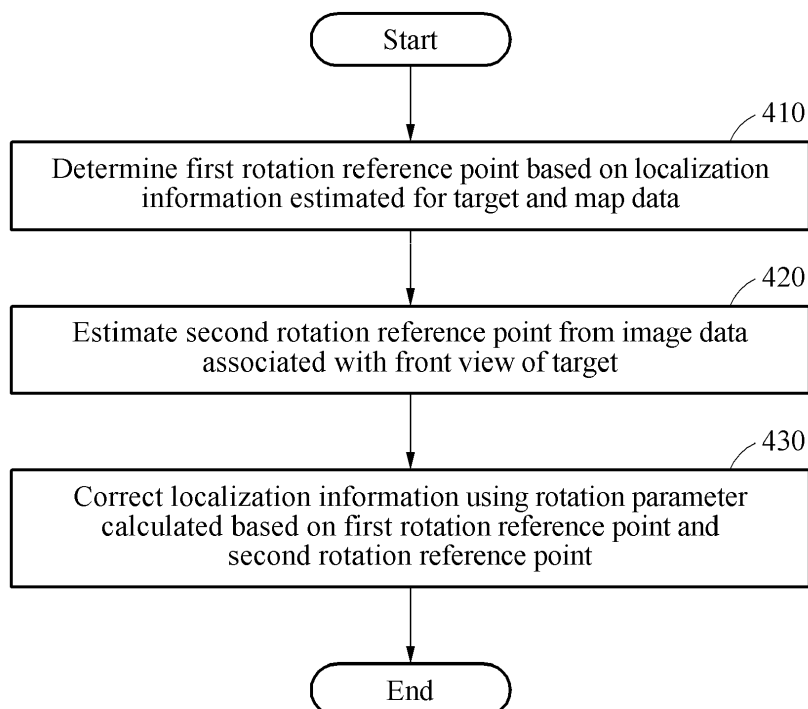 Start
410
Determine first rotation reference point based on localization
information estimated for target and map data
420
Estimate second rotation reference point from image data
associated with front view of target
430
Correct localization information using rotation parameter
calculated based on first rotation reference point and
second rotation reference point
End